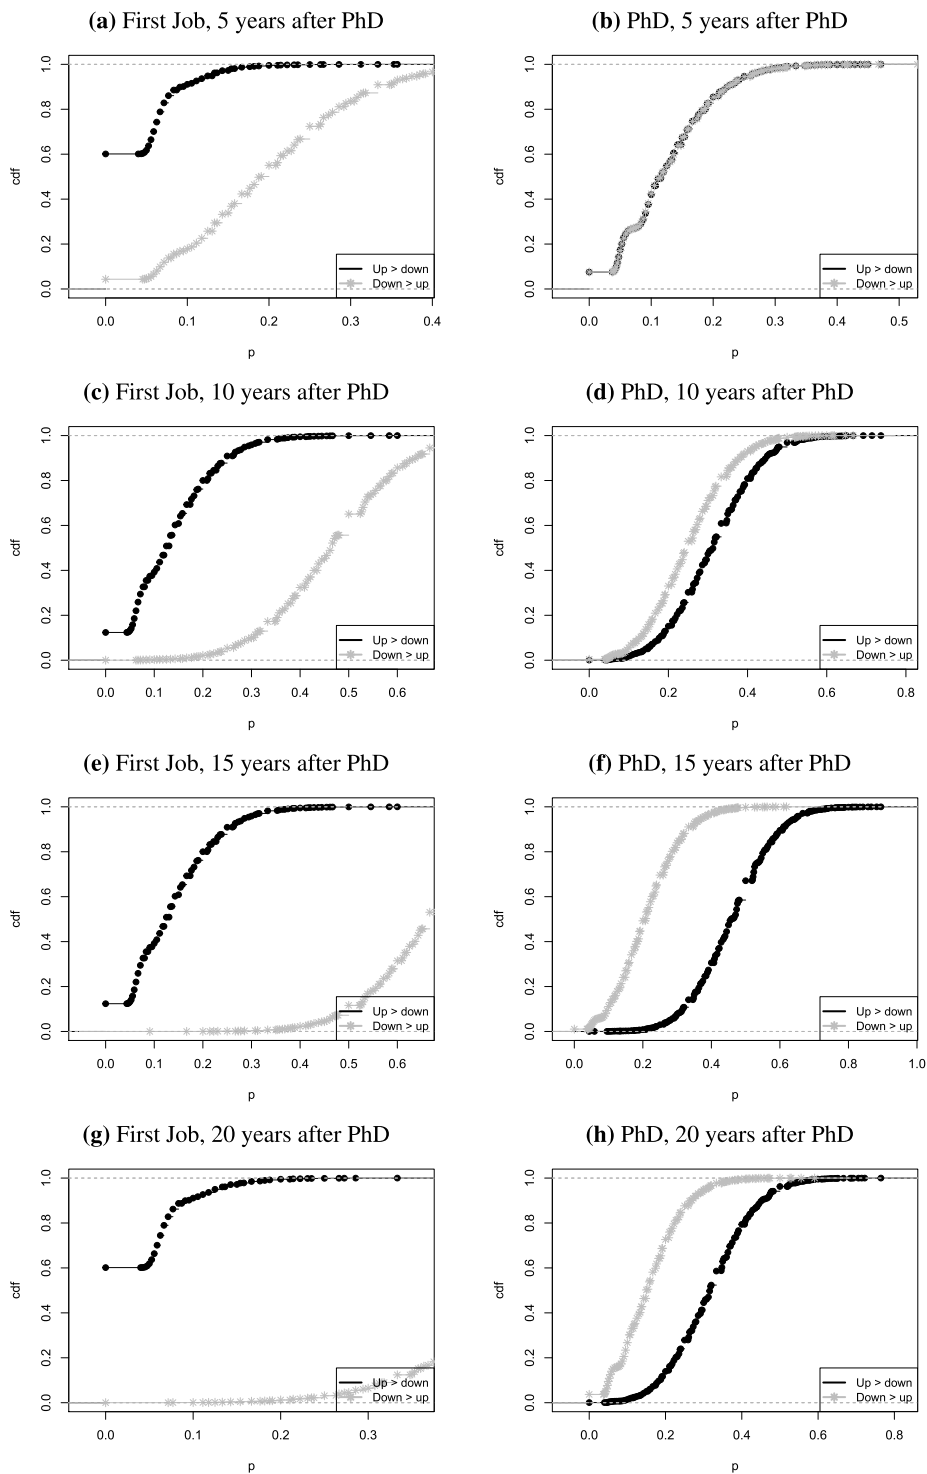 (a) First Job, 5 years after PhD
cdf
1.0
0.8
0.6
0.4
0.2
0.0
Up > down
Down > up
0.0 0.1 0.2 0.3 0.4
p
(b) PhD, 5 years after PhD
cdf
1.0
0.8
0.6
0.4
0.2
0.0
Up > down
Down > up
0.0 0.1 0.2 0.3 0.4 0.5
p
(c) First Job, 10 years after PhD
cdf
1.0
0.8
0.6
0.4
0.2
0.0
Up > down
Down > up
0.0 0.1 0.2 0.3 0.4 0.5 0.6
p
(d) PhD, 10 years after PhD
cdf
1.0
0.8
0.6
0.4
0.2
0.0
Up > down
Down > up
0.0 0.2 0.4 0.6 0.8
p
(e) First Job, 15 years after PhD
cdf
1.0
0.8
0.6
0.4
0.2
0.0
Up > down
Down > up
0.0 0.1 0.2 0.3 0.4 0.5 0.6
p
(f) PhD, 15 years after PhD
cdf
1.0
0.8
0.6
0.4
0.2
0.0
Up > down
Down > up
0.0 0.2 0.4 0.6 0.8 1.0
p
(g) First Job, 20 years after PhD
cdf
1.0
0.8
0.6
0.4
0.2
0.0
Up > down
Down > up
0.0 0.1 0.2 0.3
p
(h) PhD, 20 years after PhD
cdf
1.0
0.8
0.6
0.4
0.2
0.0
Up > down
Down > up
0.0 0.2 0.4 0.6 0.8
p